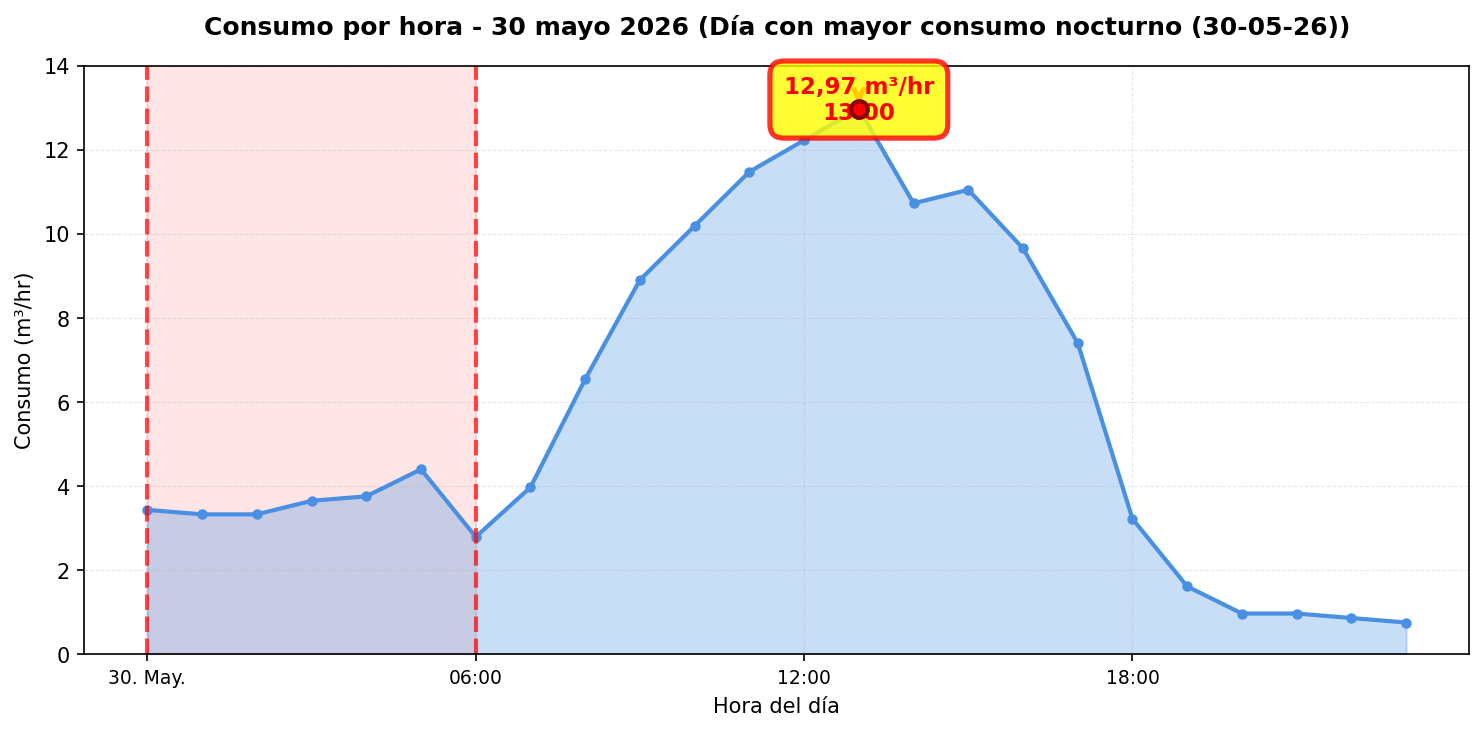 Consumo por hora - 30 mayo 2026 (Día con mayor consumo nocturno (30-05-26))
12,97 m³/hr
13:00
Consumo (m³/hr)
14
12
10
8
6
4
2
0
30. May.
06:00
12:00
18:00
Hora del día